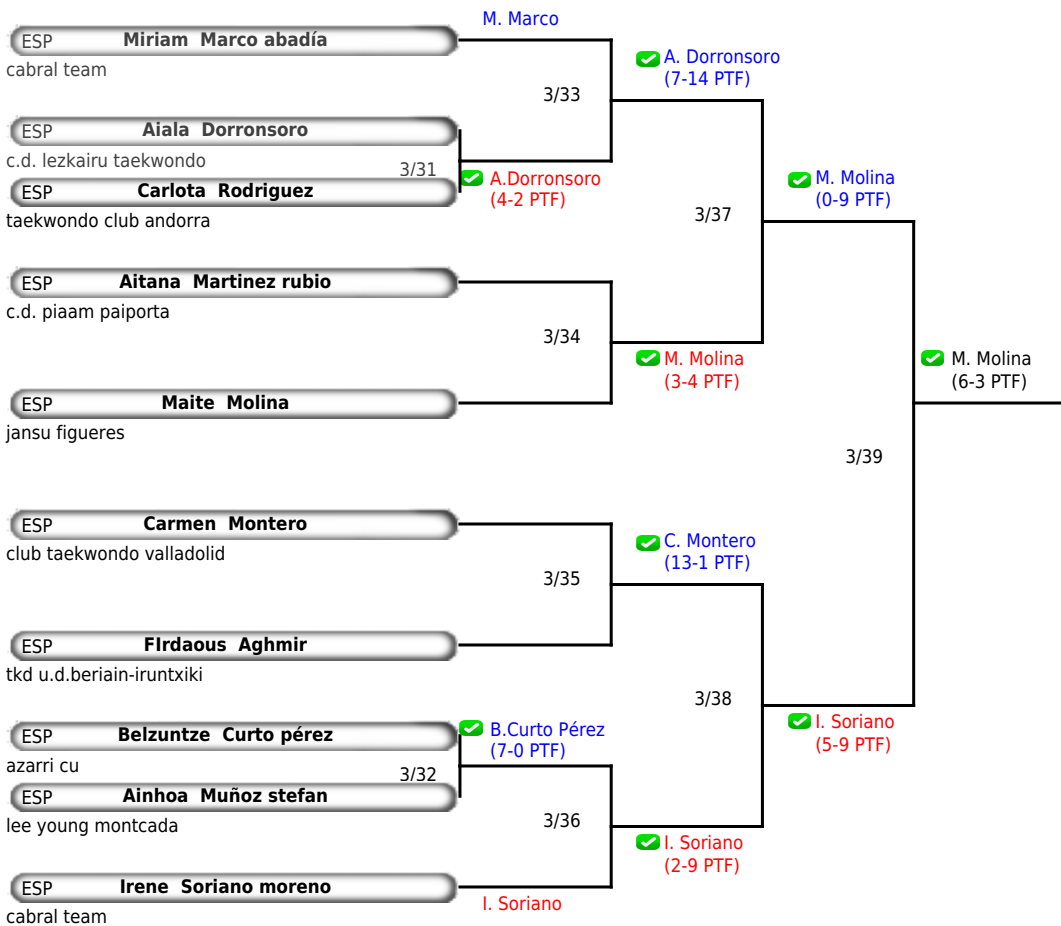 M. Marco
ESP Miriam Marco abadía
cabral team
A. Dorronsoro
(7-14 PTF)
3/33
ESP Aiala Dorronsoro
c.d. lezkairu taekwondo
3/31
A.Dorronsoro
(4-2 PTF)
ESP Carlota Rodriguez
taekwondo club andorra
M. Molina
(0-9 PTF)
3/37
ESP Aitana Martinez rubio
c.d. piaam paiporta
3/34
M. Molina
(3-4 PTF)
M. Molina
(6-3 PTF)
ESP Maite Molina
jansu figueres
3/39
ESP Carmen Montero
club taekwondo valladolid
C. Montero
(13-1 PTF)
3/35
ESP FIrdaous Aghmir
tkd u.d.beriain-iruntxiki
3/38
I. Soriano
(5-9 PTF)
ESP Belzuntze Curto pérez
azarri cu
B.Curto Pérez
(7-0 PTF)
3/32
ESP Ainhoa Muñoz stefan
lee young montcada
3/36
I. Soriano
(2-9 PTF)
ESP Irene Soriano moreno
cabral team
I. Soriano